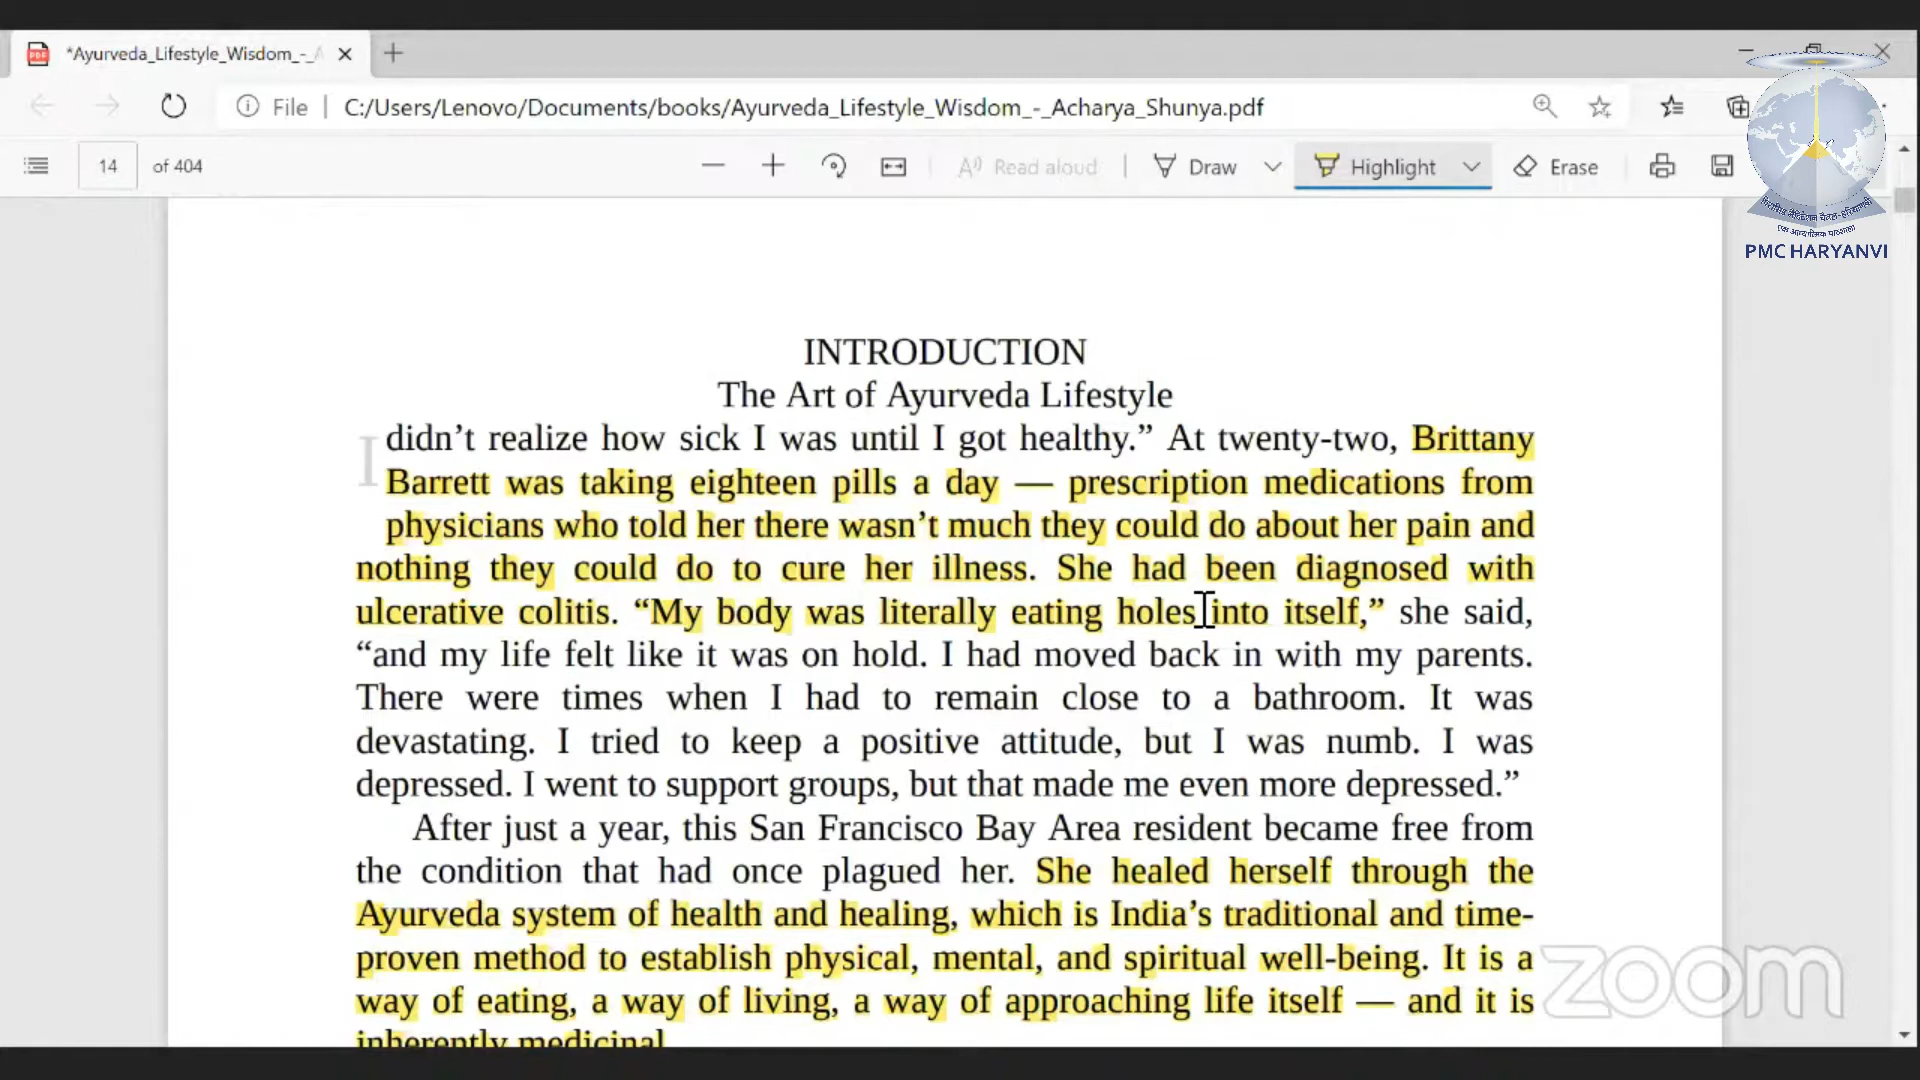 *Ayurveda_Lifestyle_Wisdom_-_A
File | C:/Users/Lenovo/Documents/books/Ayurveda_Lifestyle_Wisdom_-_Acharya_Shunya.pdf
14 of 404 Read aloud Draw Highlight Erase
PMC HARYANVI
INTRODUCTION
The Art of Ayurveda Lifestyle
I didn’t realize how sick I was until I got healthy.” At twenty-two, Brittany
Barrett was taking eighteen pills a day — prescription medications from
physicians who told her there wasn’t much they could do about her pain and
nothing they could do to cure her illness. She had been diagnosed with
ulcerative colitis. “My body was literally eating holes into itself,” she said,
“and my life felt like it was on hold. I had moved back in with my parents.
There were times when I had to remain close to a bathroom. It was
devastating. I tried to keep a positive attitude, but I was numb. I was
depressed. I went to support groups, but that made me even more depressed.”
After just a year, this San Francisco Bay Area resident became free from
the condition that had once plagued her. She healed herself through the
Ayurveda system of health and healing, which is India’s traditional and time-
proven method to establish physical, mental, and spiritual well-being. It is a
way of eating, a way of living, a way of approaching life itself — and it is
inherently medicinal
zoom